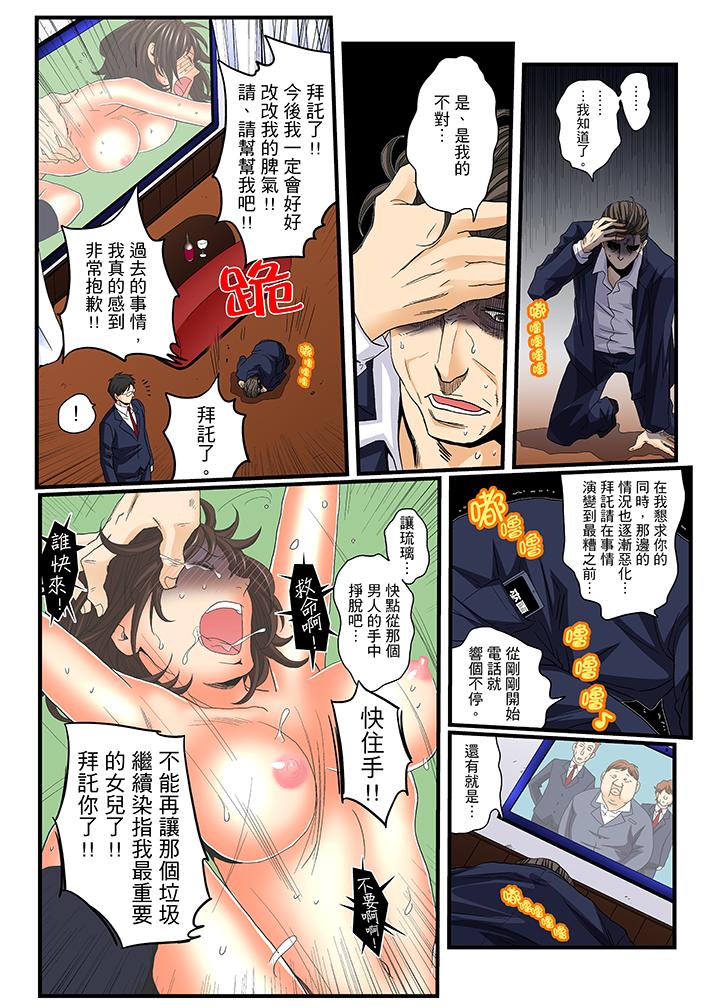 ……
……
…我知道了。
嘟嚕嚕嚕
是、是我的
不對…
拜託了!!
今後我一定會好好
改改我的脾氣!!
請、請幫幫我吧!!
過去的事情,
我真的感到
非常抱歉!!
跪
嘟嚕嚕嚕
拜託了。
!
在我懇求你的
同時,那邊的
情況也逐漸惡化…
拜託請在事情
演變到最糟之前…
嘟嚕嚕
嚕嚕嚕♪
從剛剛開始
電話就
響個不停。
還有就是…
讓琉璃…
快點從那個
男人的手中
掙脫吧…
救命啊!
誰快來!
快住手!!
不能再讓那個垃圾
繼續染指我最重要
的女兒了!!
拜託你了!!
不要啊啊!